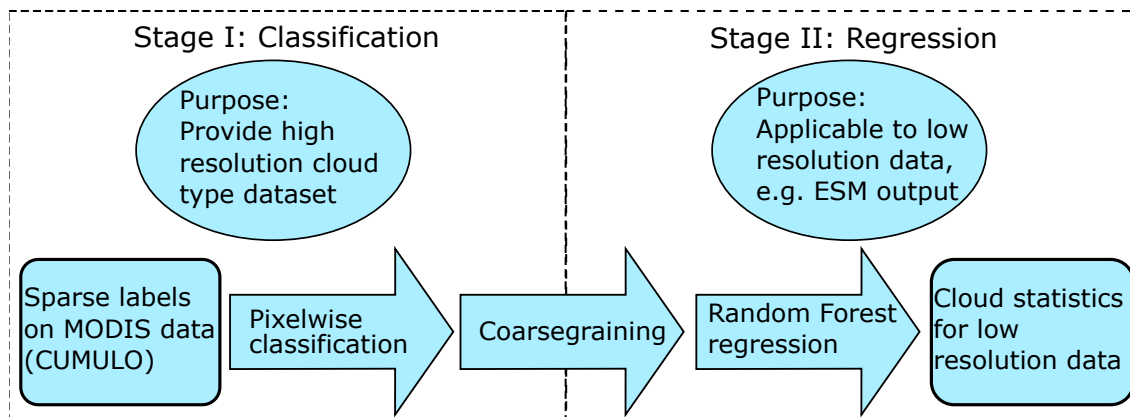 Stage I: Classification
Purpose:
Provide high
resolution cloud
type dataset
Sparse labels
on MODIS data
(CUMULO)
Pixelwise
classification
Coarsegraining
Stage II: Regression
Purpose:
Applicable to low
resolution data,
e.g. ESM output
Random Forest
regression
Cloud statistics
for low
resolution data